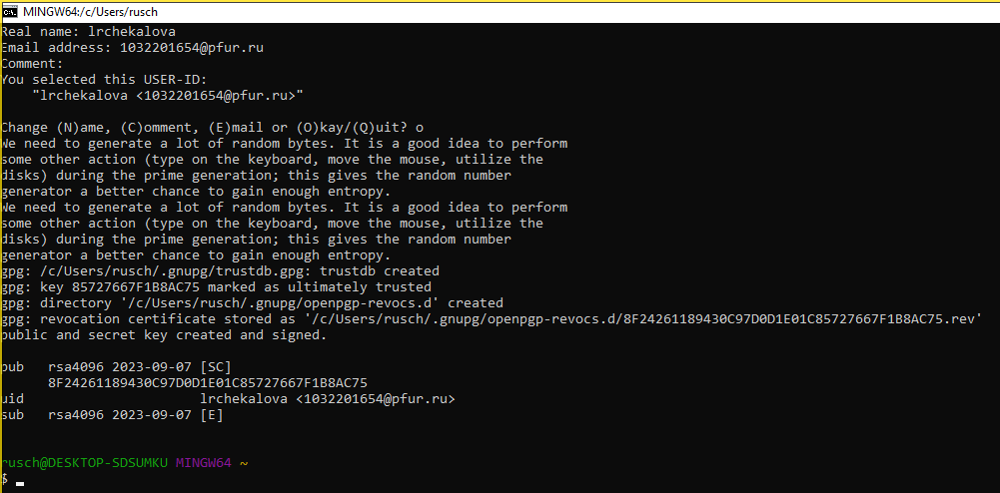 MINGW64:/c/Users/rusch
Real name: lrchekalova
Email address: 1032201654@pfur.ru
Comment:
You selected this USER-ID:
    "lrchekalova <1032201654@pfur.ru>"
Change (N)ame, (C)omment, (E)mail or (O)kay/(Q)uit? o
We need to generate a lot of random bytes. It is a good idea to perform
some other action (type on the keyboard, move the mouse, utilize the
disks) during the prime generation; this gives the random number
generator a better chance to gain enough entropy.
We need to generate a lot of random bytes. It is a good idea to perform
some other action (type on the keyboard, move the mouse, utilize the
disks) during the prime generation; this gives the random number
generator a better chance to gain enough entropy.
gpg: /c/Users/rusch/.gnupg/trustdb.gpg: trustdb created
gpg: key 85727667F1B8AC75 marked as ultimately trusted
gpg: directory '/c/Users/rusch/.gnupg/openpgp-revocs.d' created
gpg: revocation certificate stored as '/c/Users/rusch/.gnupg/openpgp-revocs.d/8F24261189430C97D0D1E01C85727667F1B8AC75.rev'
public and secret key created and signed.
pub   rsa4096 2023-09-07 [SC]
      8F24261189430C97D0D1E01C85727667F1B8AC75
uid                      lrchekalova <1032201654@pfur.ru>
sub   rsa4096 2023-09-07 [E]
rusch@DESKTOP-SDSUMKU MINGW64 ~
$